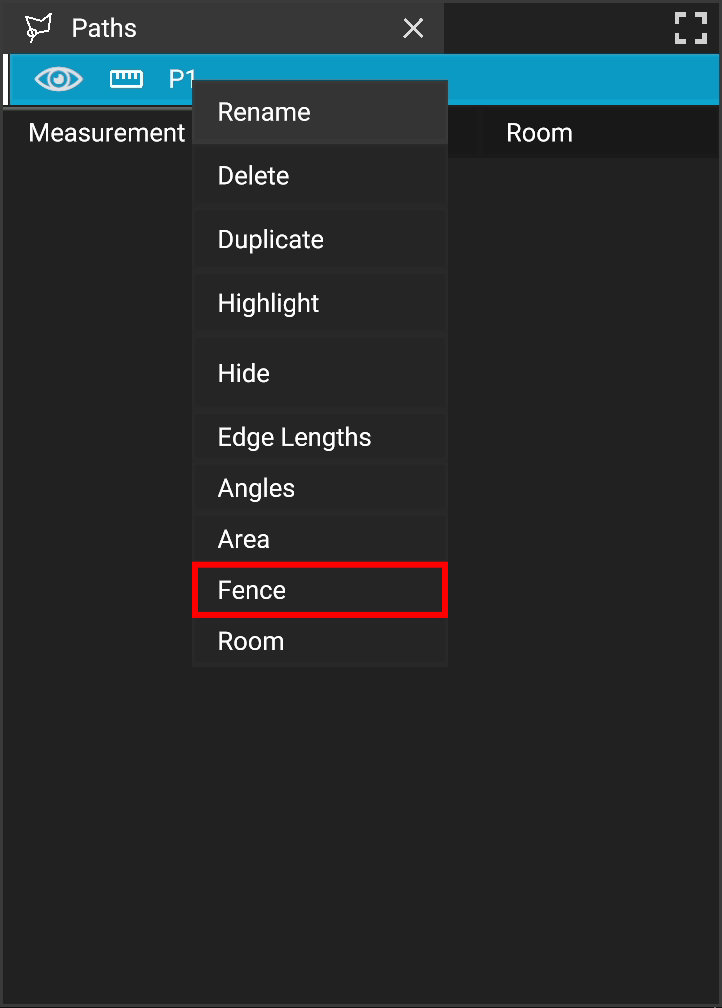 Paths
P1
Rename
Measurement
Room
Delete
Duplicate
Highlight
Hide
Edge Lengths
Angles
Area
Fence
Room